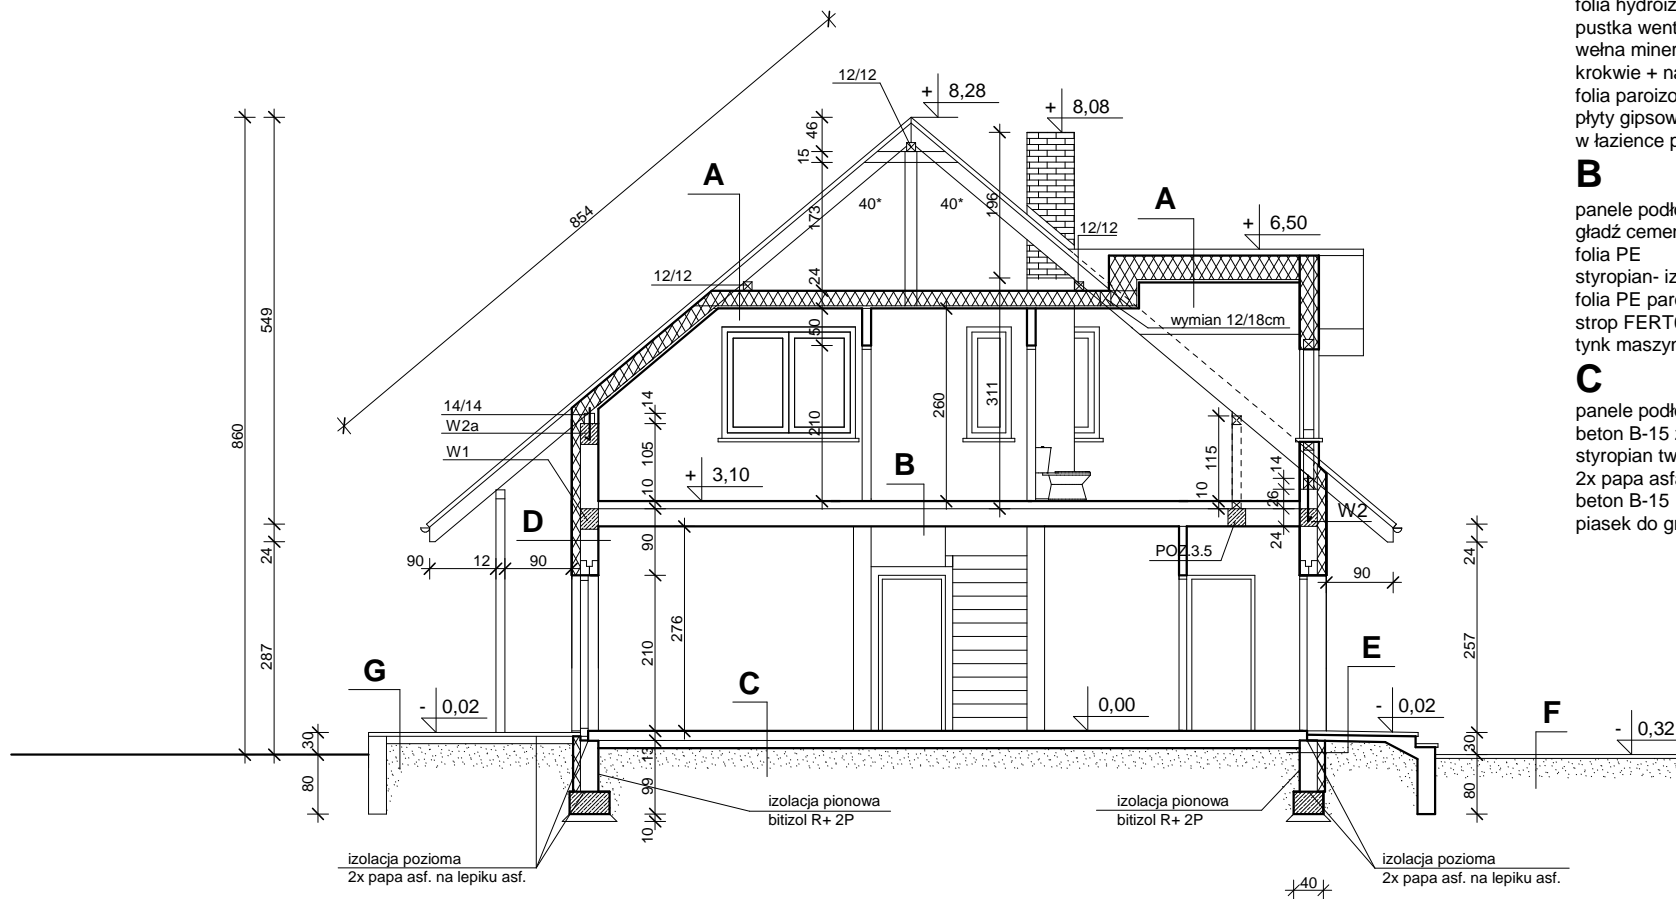 folia hydroiz
pustka went
wełna miner
krokwie + na
folia paroizo
płyty gipsow
w łazience p
B
panele podł
gładź cemer
folia PE
styropian- iz
folia PE par
strop FERT
tynk maszyr
C
panele podł
beton B-15
styropian tw
2x papa asf
beton B-15
piasek do gr
854
12/12
+ 8,28
+ 8,08
46
15
A
A
173
40*
40*
196
12/12
+ 6,50
12/12
24
549
50
wymian 12/18cm
860
14/14
W2a
W1
14
105
10
210
260
311
115
10
14
26
+ 3,10
B
D
W2
24
90
12
90
90
POZ.3.5
24
90
24
287
210
276
257
G
C
E
F
- 0,02
0,00
- 0,02
- 0,32
30
80
13
99
10
30
80
izolacja pionowa
bitizol R+ 2P
izolacja pionowa
bitizol R+ 2P
izolacja pozioma
2x papa asf. na lepiku asf.
izolacja pozioma
2x papa asf. na lepiku asf.
40